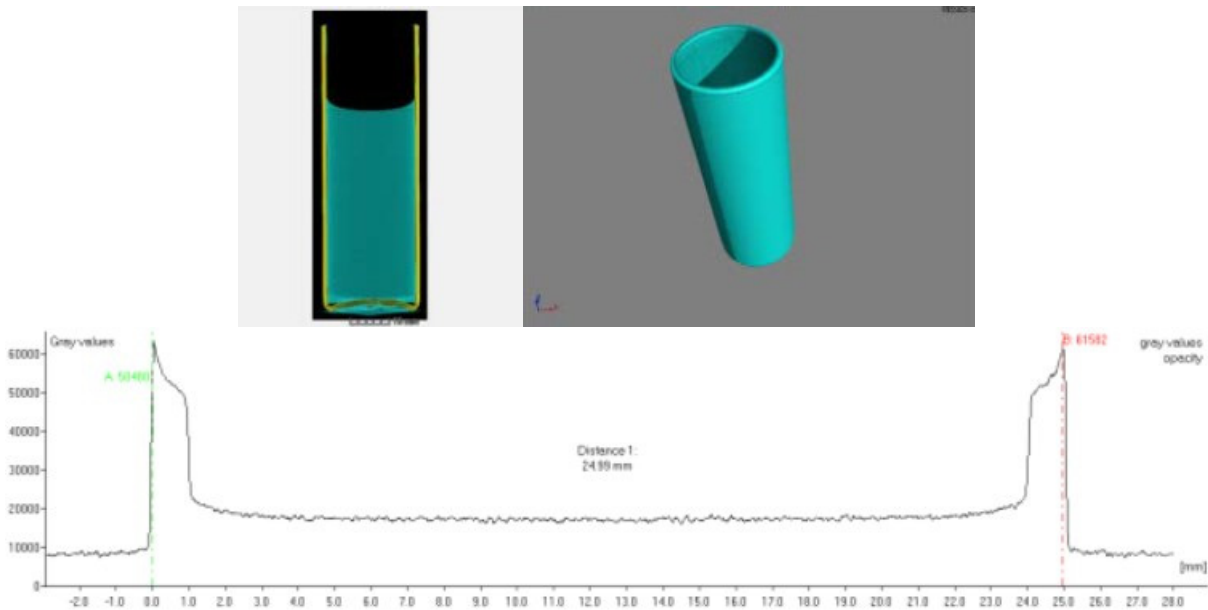 Gray values
gray values
opacity
A: 50480
B: 61582
Distance 1:
24.99 mm
60000
50000
40000
30000
20000
10000
0
[mm]
-2.0 -1.0 0.0 1.0 2.0 3.0 4.0 5.0 6.0 7.0 8.0 9.0 10.0 11.0 12.0 13.0 14.0 15.0 16.0 17.0 18.0 19.0 20.0 21.0 22.0 23.0 24.0 25.0 26.0 27.0 28.0